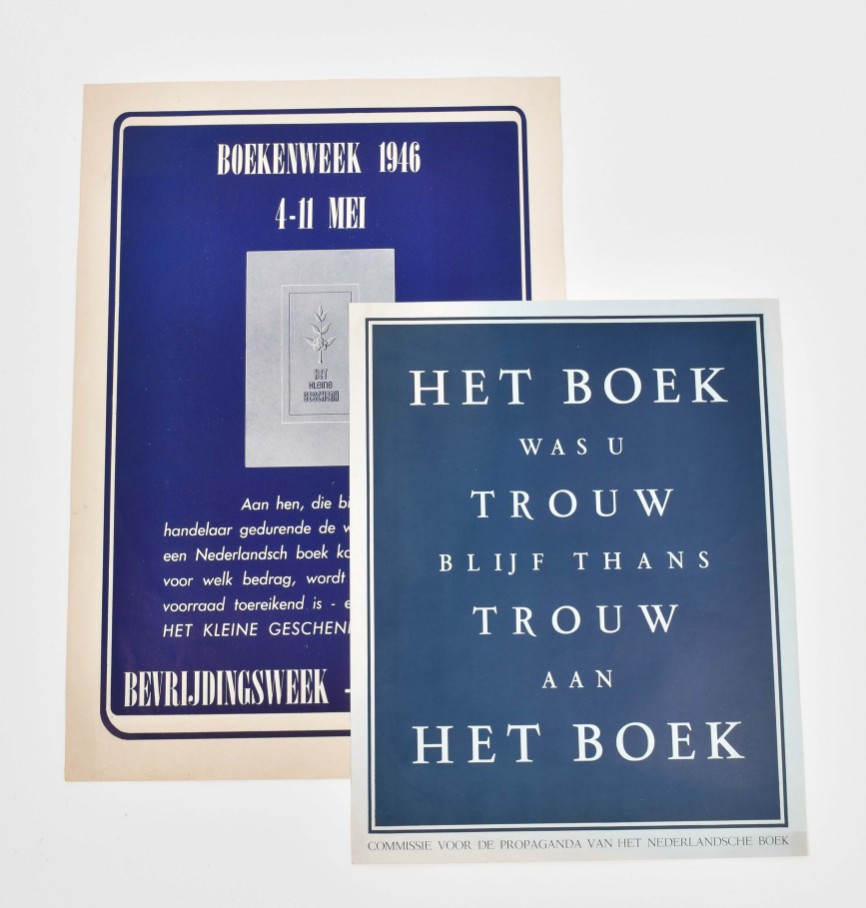 BOEKENWEEK 1946
4-11 MEI
HET
KLEINE
GESCHENK
Aan hen, die
handelaar gedurende de
een Nederlandsch boek
voor welk bedrag, wordt
voorraad toereikend is -
HET KLEINE
BEVRIJDINGSWEEK -
HET BOEK
WAS U
TROUW
BLIJF THANS
TROUW
AAN
HET BOEK
COMMISSIE VOOR DE PROPAGANDA VAN HET NEDERLANDSCHE BOEK